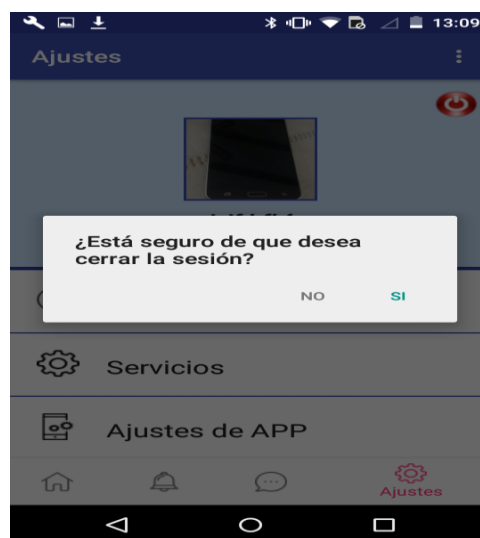 13:09
Ajustes
¿Está seguro de que desea
cerrar la sesión?
NO SI
Servicios
Ajustes de APP
Ajustes